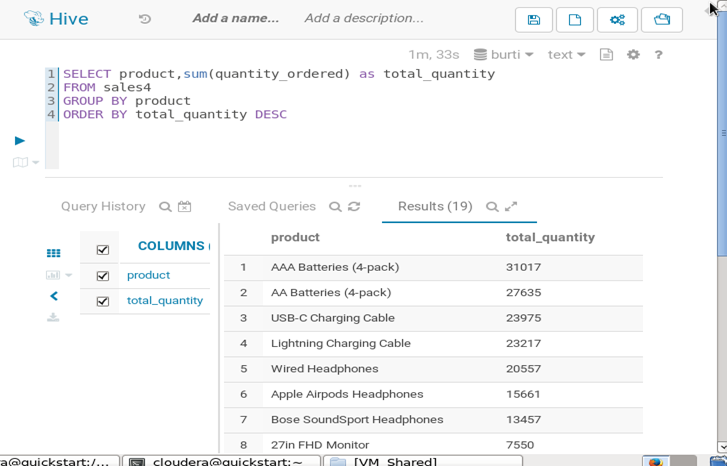 Hive Add a name... Add a description...
1m, 33s burti text ?
1 SELECT product,sum(quantity_ordered) as total_quantity
2 FROM sales4
3 GROUP BY product
4 ORDER BY total_quantity DESC
Query History Saved Queries Results (19)
COLUMNS (
product
total_quantity
product total_quantity
1 AAA Batteries (4-pack) 31017
2 AA Batteries (4-pack) 27635
3 USB-C Charging Cable 23975
4 Lightning Charging Cable 23217
5 Wired Headphones 20557
6 Apple Airpods Headphones 15661
7 Bose SoundSport Headphones 13457
8 27in FHD Monitor 7550
a@quickstart:/... cloudera@quickstart:~ [VM_Shared]